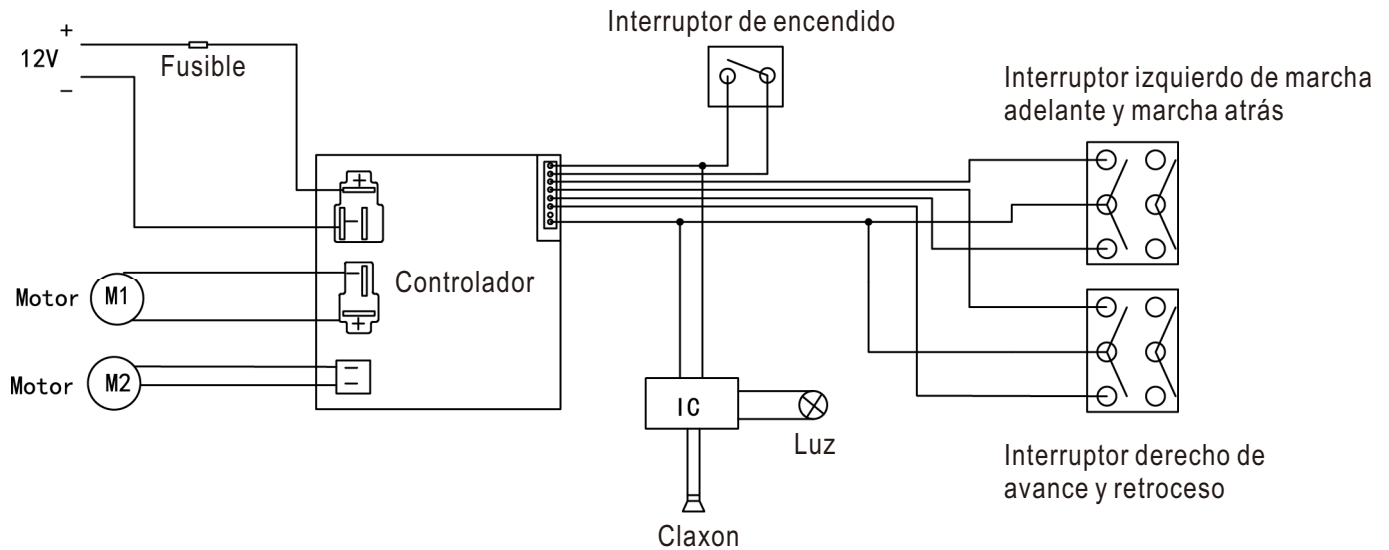 Interruptor de encendido
+
12V
−
Fusible
Interruptor izquierdo de marcha
adelante y marcha atrás
+
−
Controlador
−
+
Motor M1
Motor M2
−
−
IC
Luz
Claxon
Interruptor derecho de
avance y retroceso